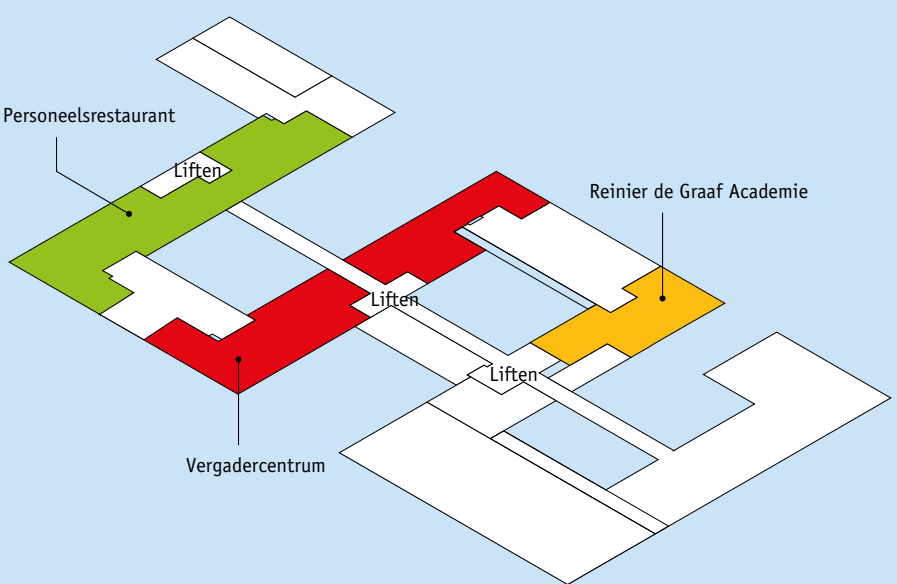 Personeelsrestaurant
Liften
Reinier de Graaf Academie
Liften
Liften
Vergadercentrum